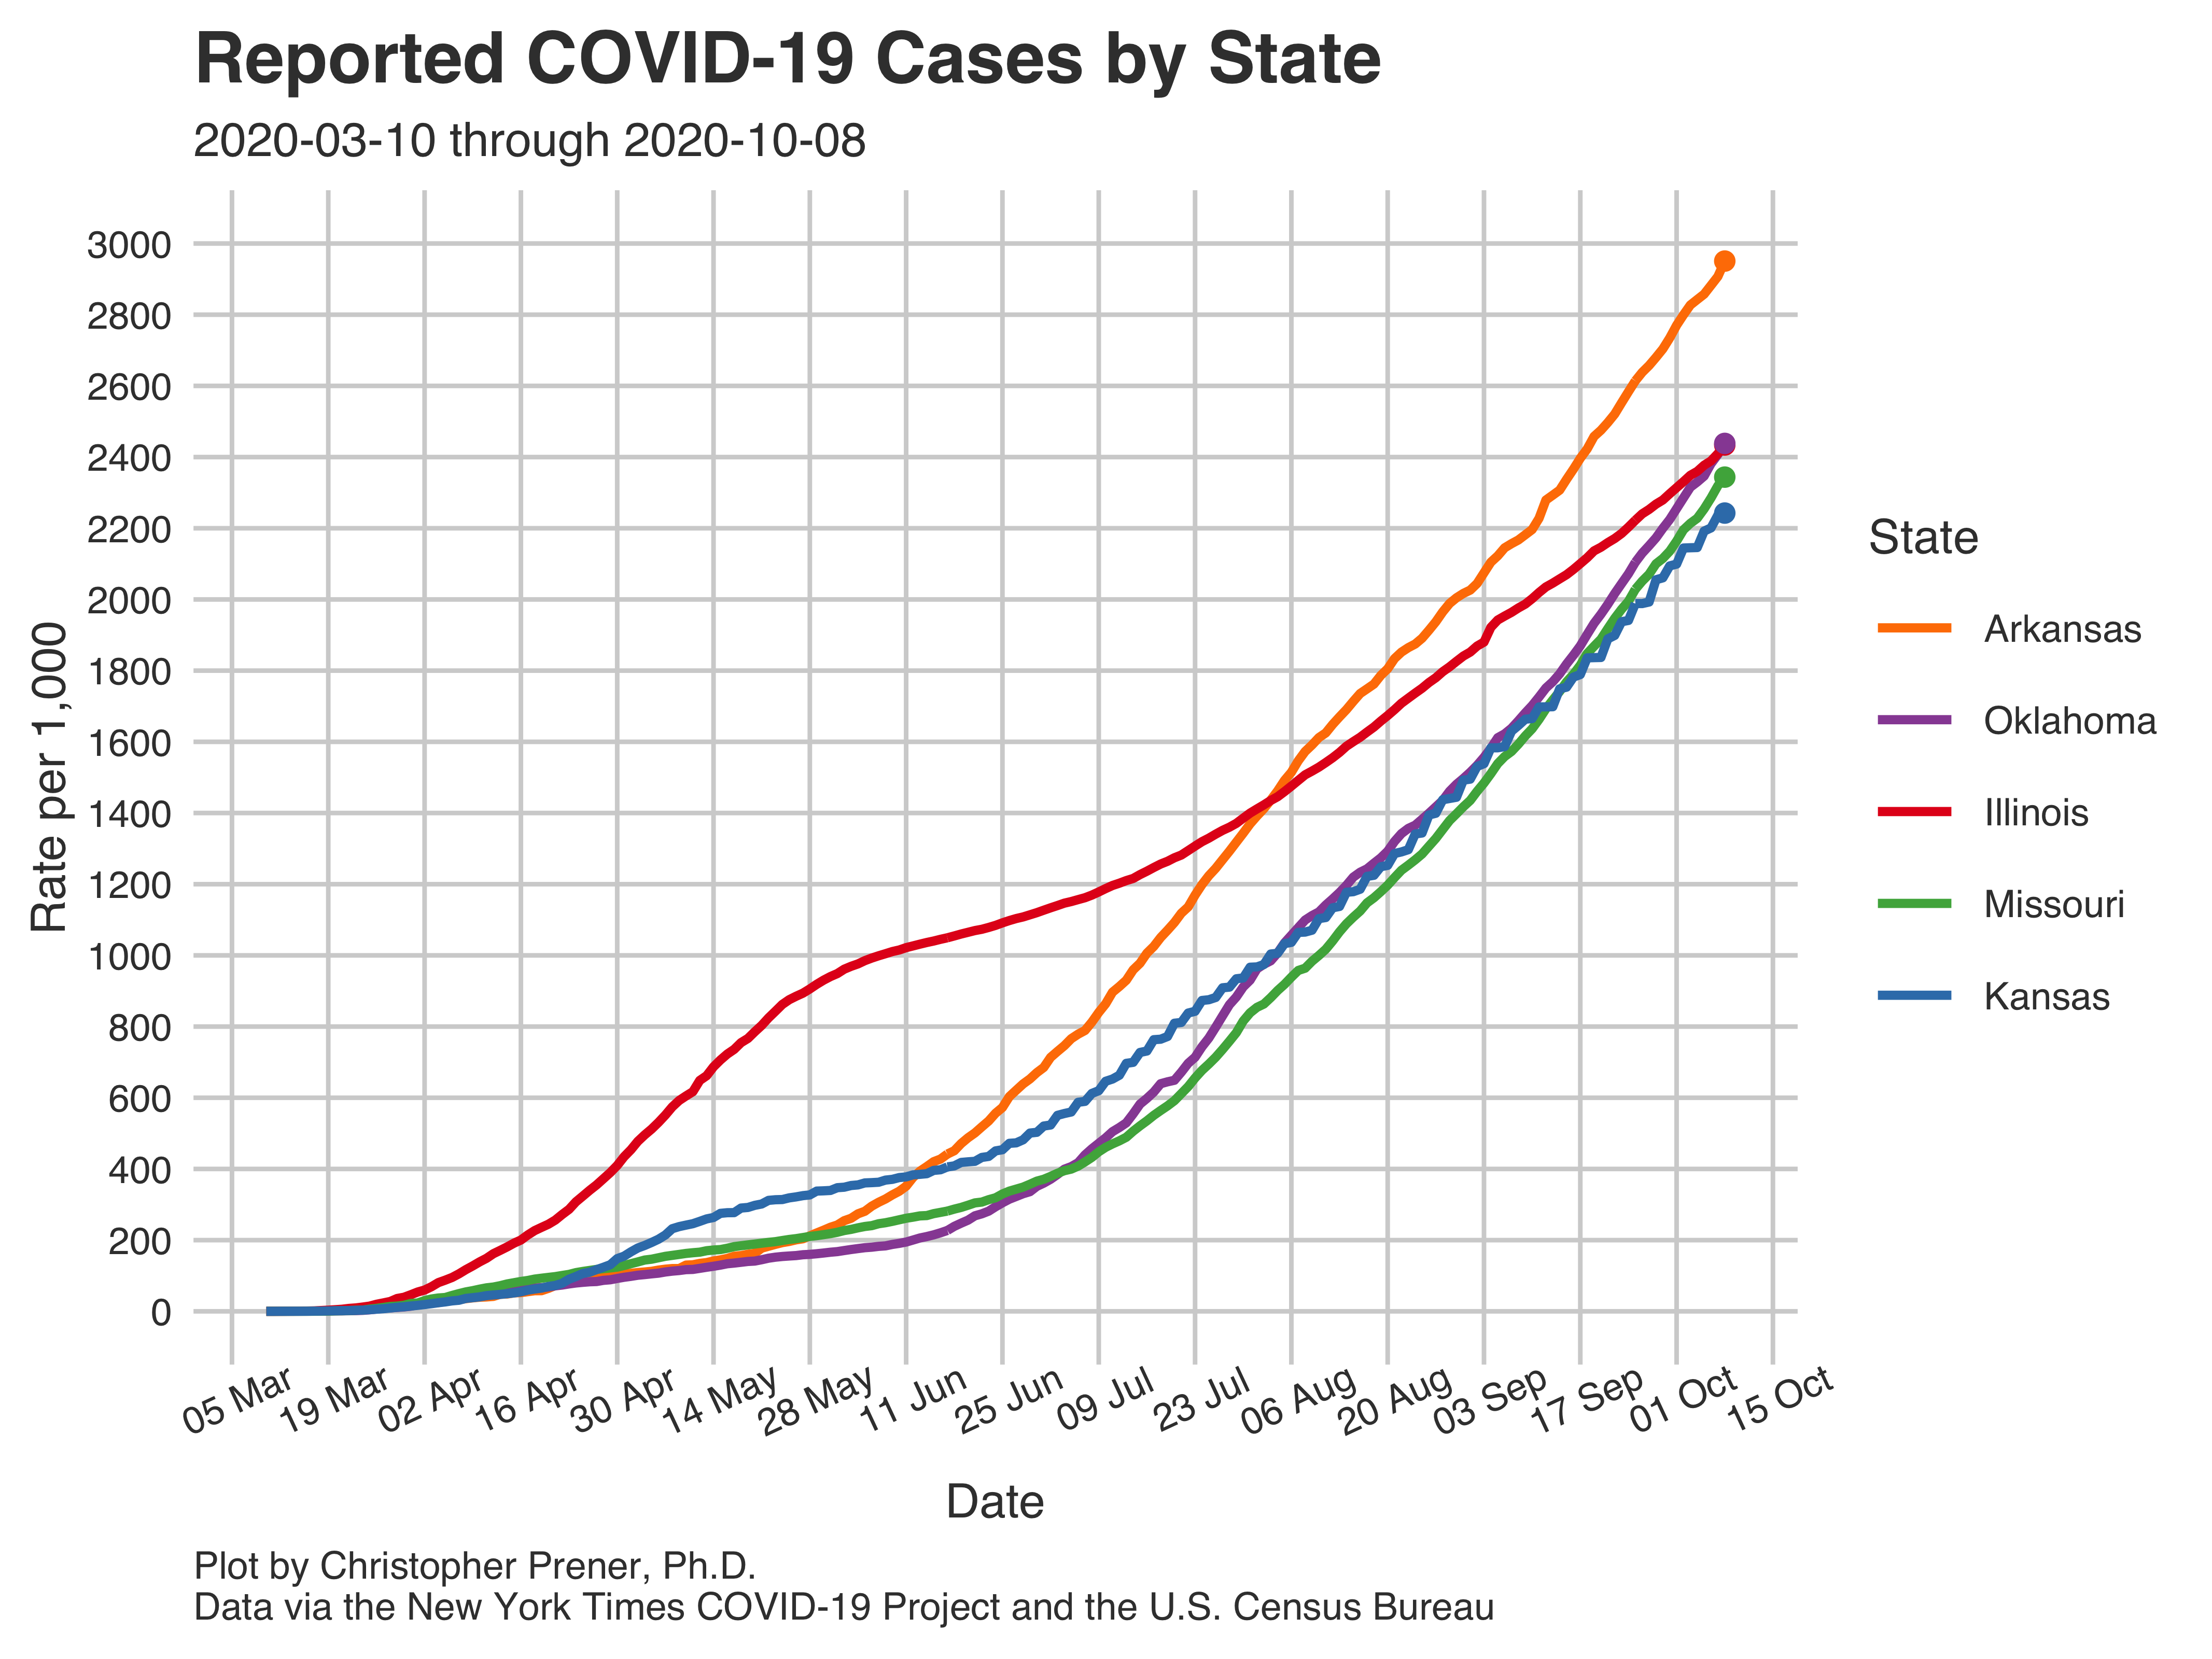 Reported COVID-19 Cases by State
2020-03-10 through 2020-10-08
Rate per 1,000
3000
2800
2600
2400
2200
2000
1800
1600
1400
1200
1000
800
600
400
200
0
05 Mar
19 Mar
02 Apr
16 Apr
30 Apr
14 May
28 May
11 Jun
25 Jun
09 Jul
23 Jul
06 Aug
20 Aug
03 Sep
17 Sep
01 Oct
15 Oct
Date
State
Arkansas
Oklahoma
Illinois
Missouri
Kansas
Plot by Christopher Prener, Ph.D.
Data via the New York Times COVID-19 Project and the U.S. Census Bureau